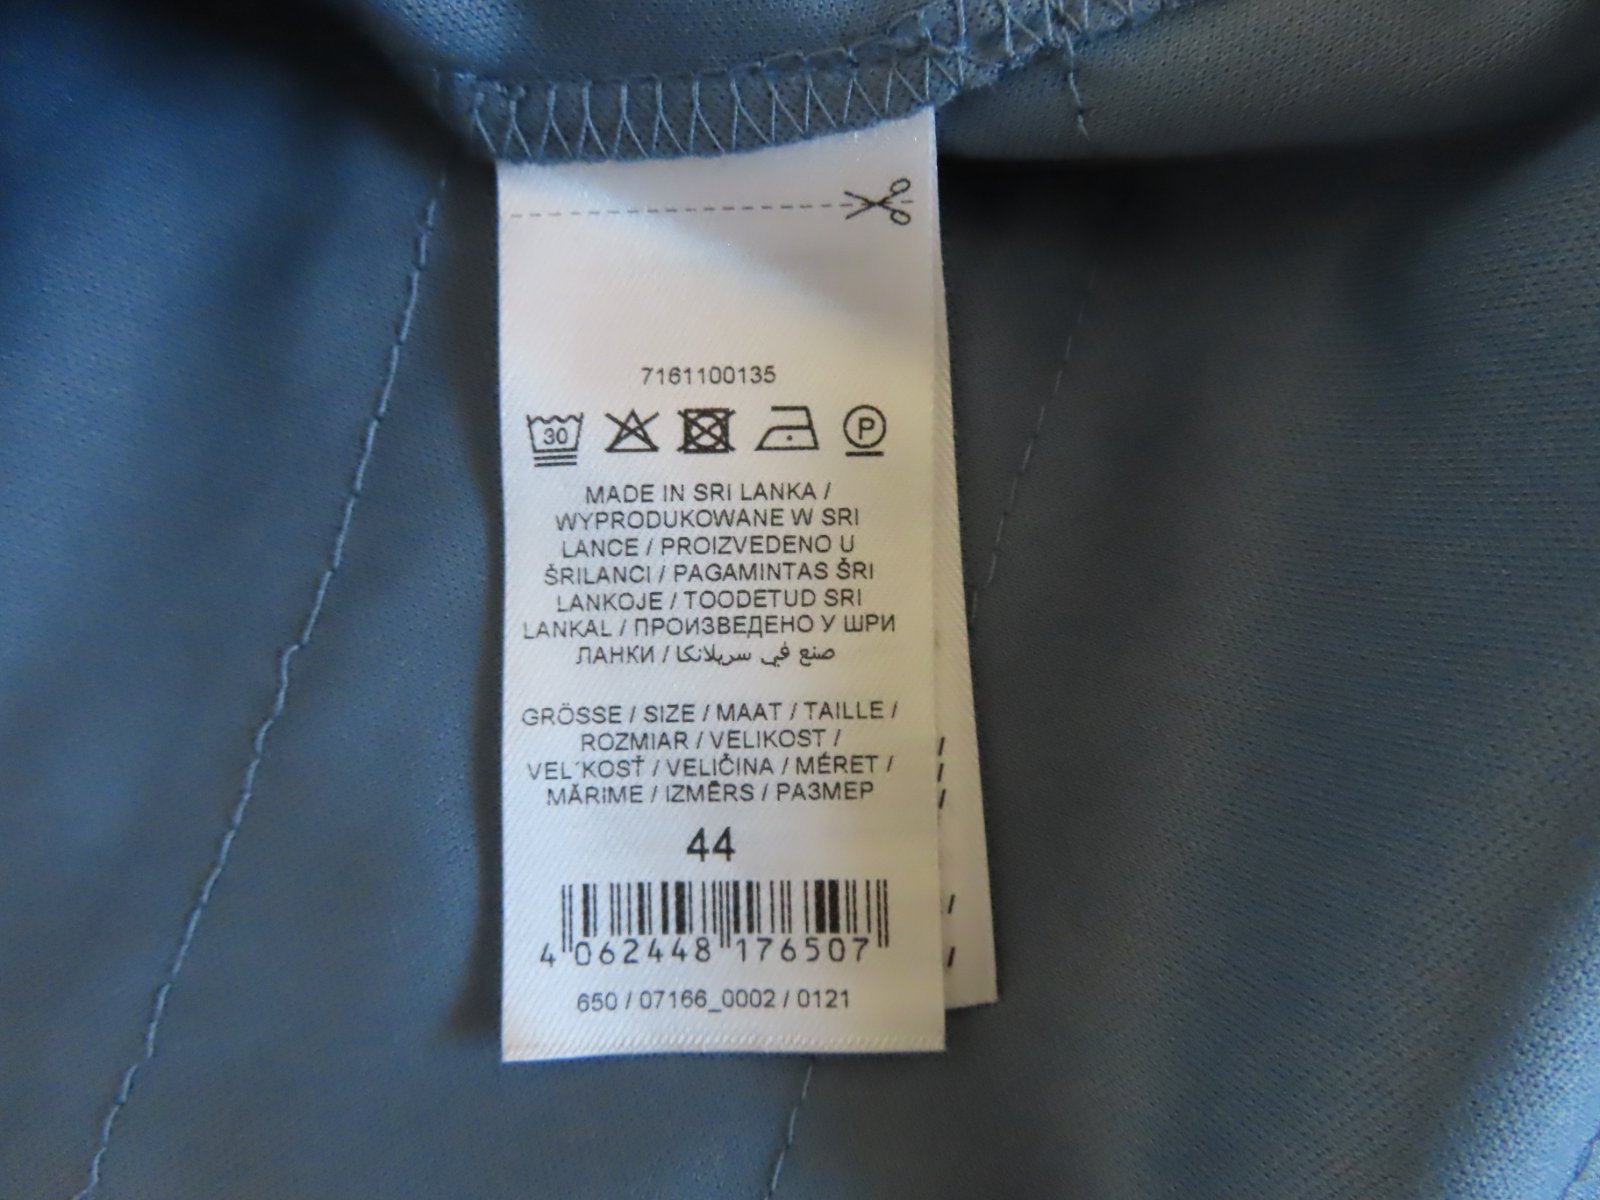 7161100135
30 P
MADE IN SRI LANKA /
WYPRODUKOWANE W SRI
LANCE / PROIZVEDENO U
ŠRILANCI / PAGAMINTAS ŠRI
LANKOJE / TOODETUD SRI
LANKAL / ПРОИЗВЕДЕНО У ШРИ
ЛАНКИ / صنع في سريلانكا
GRÖSSE / SIZE / MAAT / TAILLE /
ROZMIAR / VELIKOST /
VEL´KOSŤ / VELIČINA / MÉRET /
MĂRIME / IZMĒRS / РАЗМЕР
44
4 062448 176507
650 / 07166_0002 / 0121